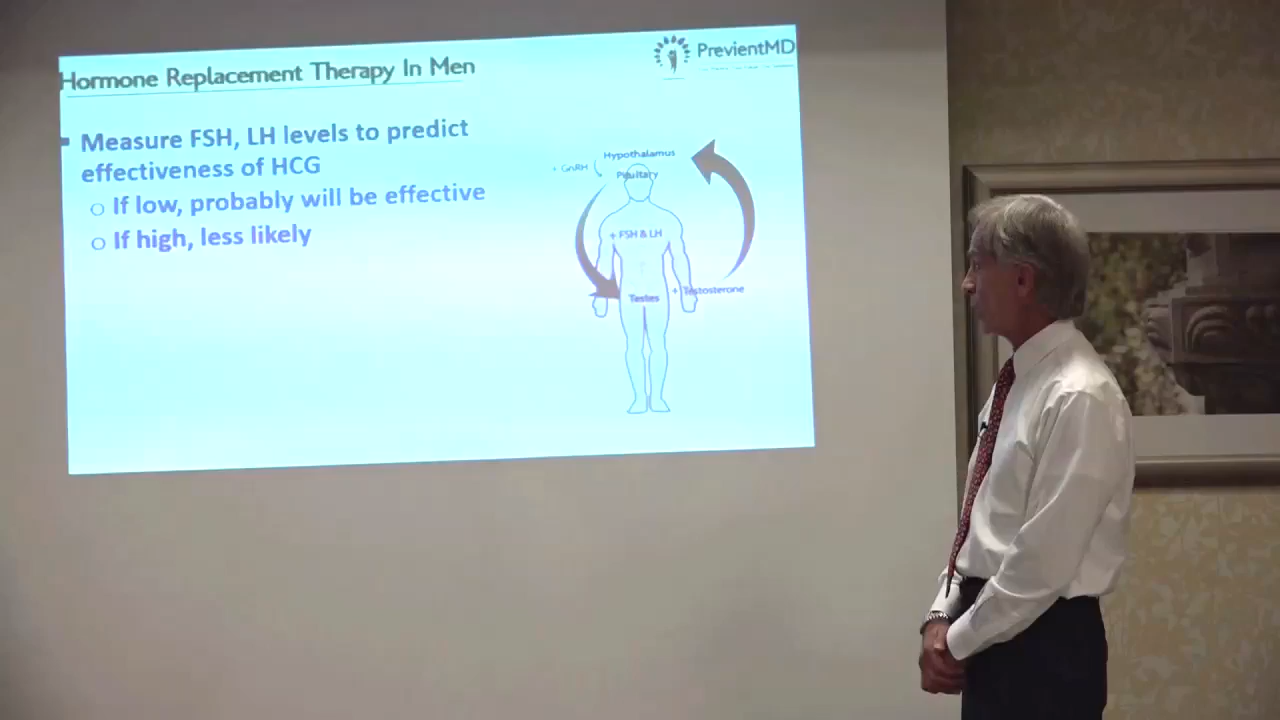 Hormone Replacement Therapy In Men
PrevientMD
Measure FSH, LH levels to predict
effectiveness of HCG
o If low, probably will be effective
o If high, less likely
Hypothalamus
+ GnRH
Pituitary
+ FSH & LH
Testes
+ Testosterone